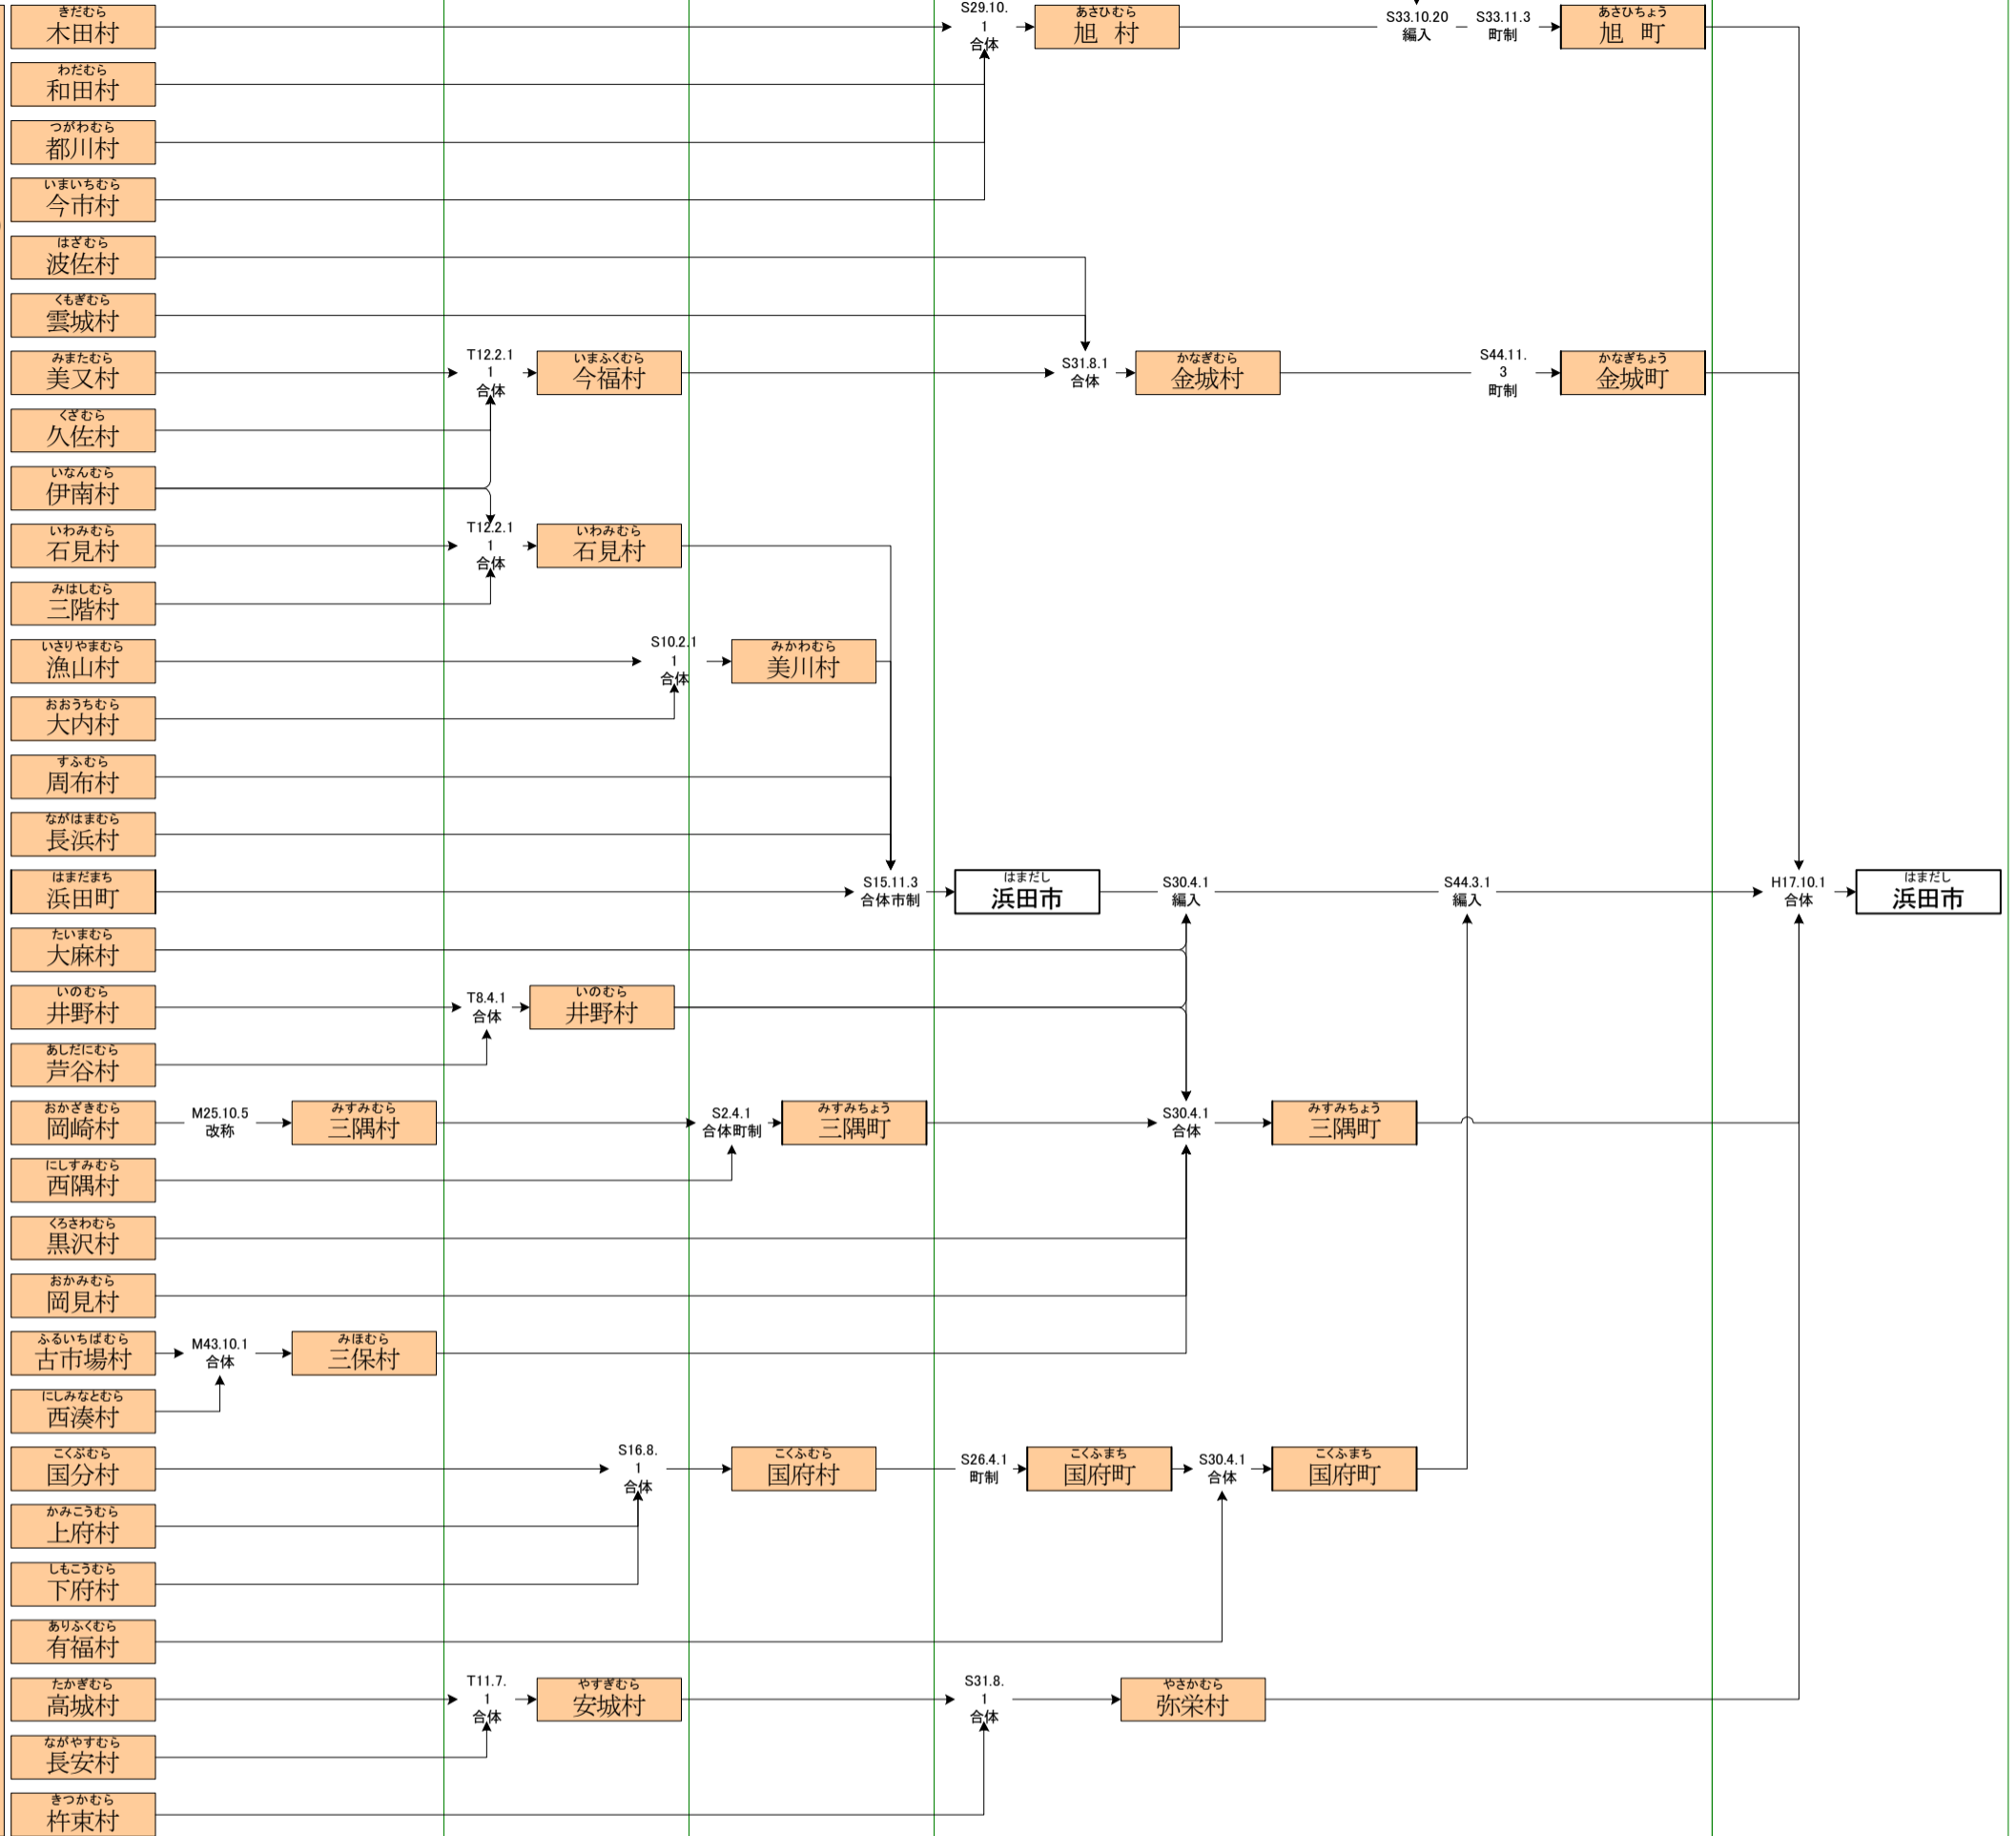 きだむら
木田村
S29.10.
1
合体
あさひむら
旭 村
S33.10.20
編入
S33.11.3
町制
あさひちょう
旭 町
わだむら
和田村
つがわむら
都川村
いまいちむら
今市村
はざむら
波佐村
くもぎむら
雲城村
みまたむら
美又村
T12.2.1
1
合体
いまふくむら
今福村
S31.8.1
合体
かなぎむら
金城村
S44.11.
3
町制
かなぎちょう
金城町
くざむら
久佐村
いなんむら
伊南村
いわみむら
石見村
T12.2.1
1
合体
いわみむら
石見村
みはしむら
三階村
いさりやまむら
漁山村
S10.2.1
1
合体
みかわむら
美川村
おおうちむら
大内村
すふむら
周布村
ながはまむら
長浜村
はまだまち
浜田町
S15.11.3
合体市制
はまだし
浜田市
S30.4.1
編入
S44.3.1
編入
H17.10.1
合体
はまだし
浜田市
たいまむら
大麻村
いのむら
井野村
T8.4.1
合体
いのむら
井野村
あしだにむら
芦谷村
おかざきむら
岡崎村
M25.10.5
改称
みすみむら
三隅村
S2.4.1
合体町制
みすみちょう
三隅町
S30.4.1
合体
みすみちょう
三隅町
にしすみむら
西隅村
くろさわむら
黒沢村
おかみむら
岡見村
ふるいちばむら
古市場村
M43.10.1
合体
みほむら
三保村
にしみなとむら
西湊村
こくぶむら
国分村
S16.8.
1
合体
こくふむら
国府村
S26.4.1
町制
こくふまち
国府町
S30.4.1
合体
こくふまち
国府町
かみこうむら
上府村
しもこうむら
下府村
ありふくむら
有福村
たかぎむら
高城村
T11.7.
1
合体
やすぎむら
安城村
S31.8.
1
合体
やさかむら
弥栄村
ながやすむら
長安村
きつかむら
杵束村